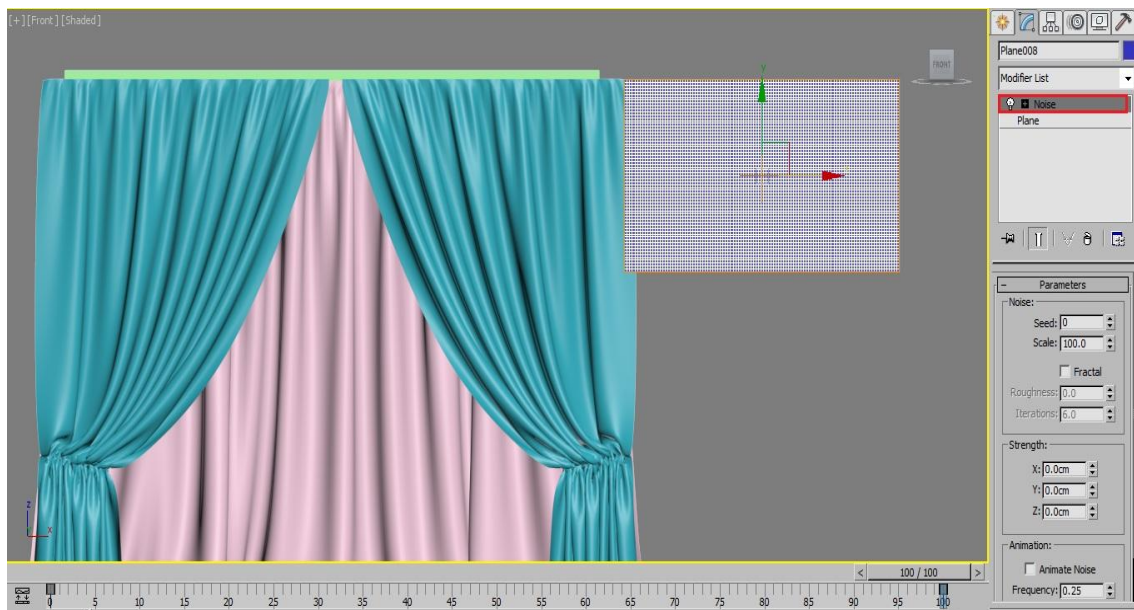 [+] [Front ] [Shaded ]
FRONT
y
z
x
Plane008
Modifier List
Noise
Plane
Parameters
Noise:
Seed: 0
Scale: 100.0
Fractal
Roughness: 0.0
Iterations: 6.0
Strength:
X: 0.0cm
Y: 0.0cm
Z: 0.0cm
Animation:
Animate Noise
Frequency: 0.25
< 100 / 100 >
0 5 10 15 20 25 30 35 40 45 50 55 60 65 70 75 80 85 90 95 100